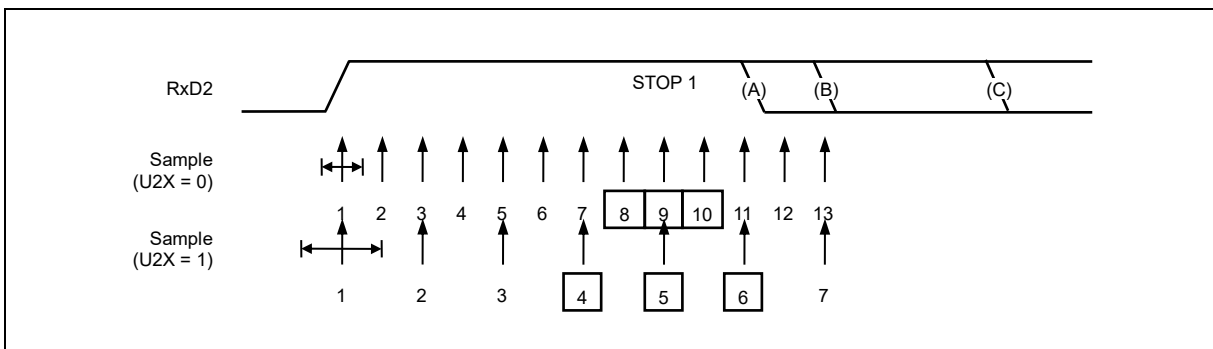 RxD2 STOP 1 (A) (B) (C)
Sample
(U2X = 0)
1 2 3 4 5 6 7 8 9 10 11 12 13
Sample
(U2X = 1)
1 2 3 4 5 6 7